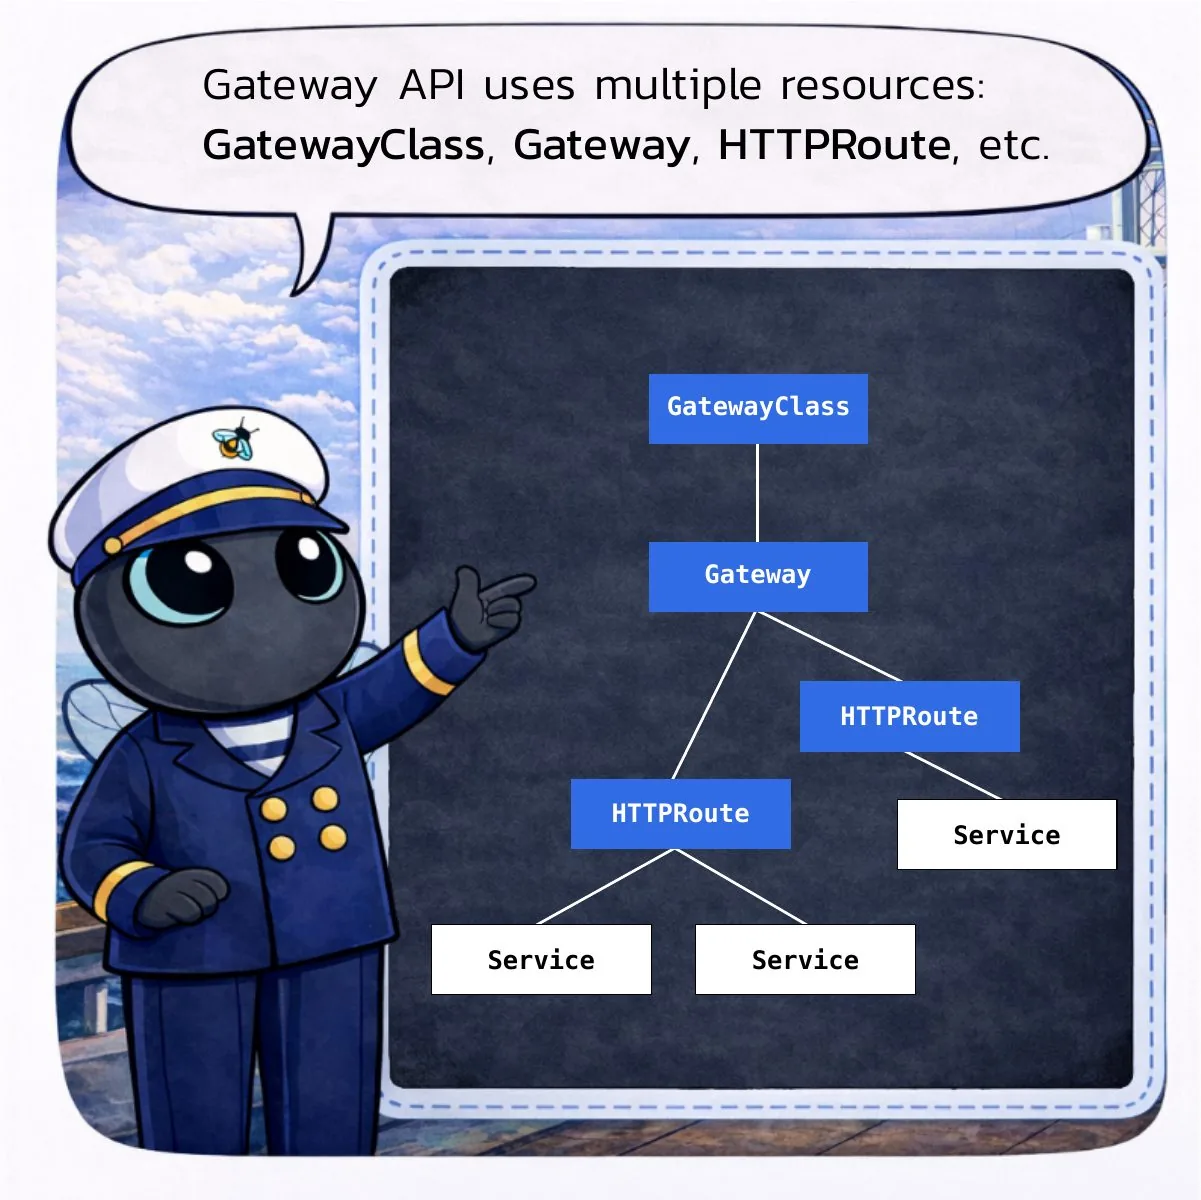 Gateway API uses multiple resources:
GatewayClass, Gateway, HTTPRoute, etc.
GatewayClass
Gateway
HTTPRoute
HTTPRoute
Service
Service
Service